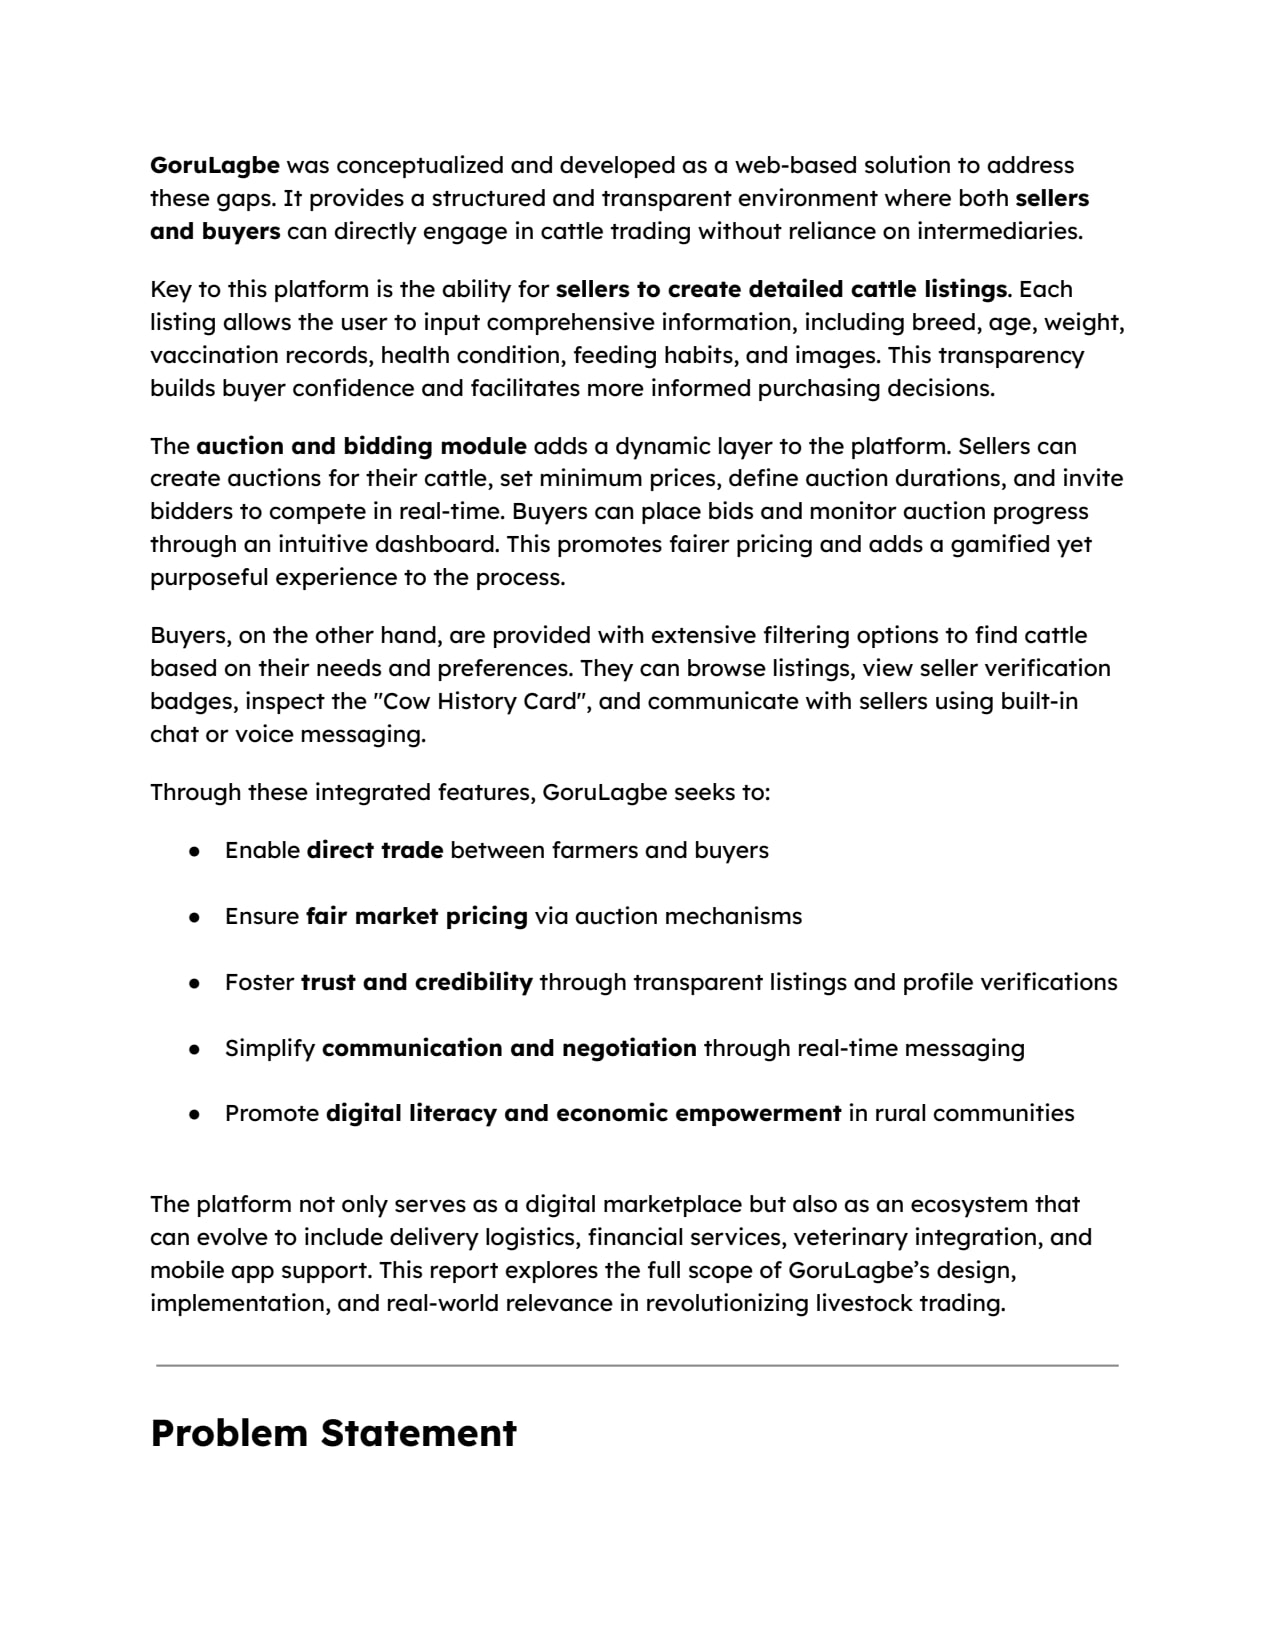 GoruLagbe was conceptualized and developed as a web-based solution to address
these gaps. It provides a structured and transparent environment where both sellers
and buyers can directly engage in cattle trading without reliance on intermediaries.
Key to this platform is the ability for sellers to create detailed cattle listings. Each
listing allows the user to input comprehensive information, including breed, age, weight,
vaccination records, health condition, feeding habits, and images. This transparency
builds buyer confidence and facilitates more informed purchasing decisions.
The auction and bidding module adds a dynamic layer to the platform. Sellers can
create auctions for their cattle, set minimum prices, define auction durations, and invite
bidders to compete in real-time. Buyers can place bids and monitor auction progress
through an intuitive dashboard. This promotes fairer pricing and adds a gamified yet
purposeful experience to the process.
Buyers, on the other hand, are provided with extensive filtering options to find cattle
based on their needs and preferences. They can browse listings, view seller verification
badges, inspect the "Cow History Card", and communicate with sellers using built-in
chat or voice messaging.
Through these integrated features, GoruLagbe seeks to:
● Enable direct trade between farmers and buyers
● Ensure fair market pricing via auction mechanisms
● Foster trust and credibility through transparent listings and profile verifications
● Simplify communication and negotiation through real-time messaging
● Promote digital literacy and economic empowerment in rural communities
The platform not only serves as a digital marketplace but also as an ecosystem that
can evolve to include delivery logistics, financial services, veterinary integration, and
mobile app support. This report explores the full scope of GoruLagbe’s design,
implementation, and real-world relevance in revolutionizing livestock trading.
Problem Statement